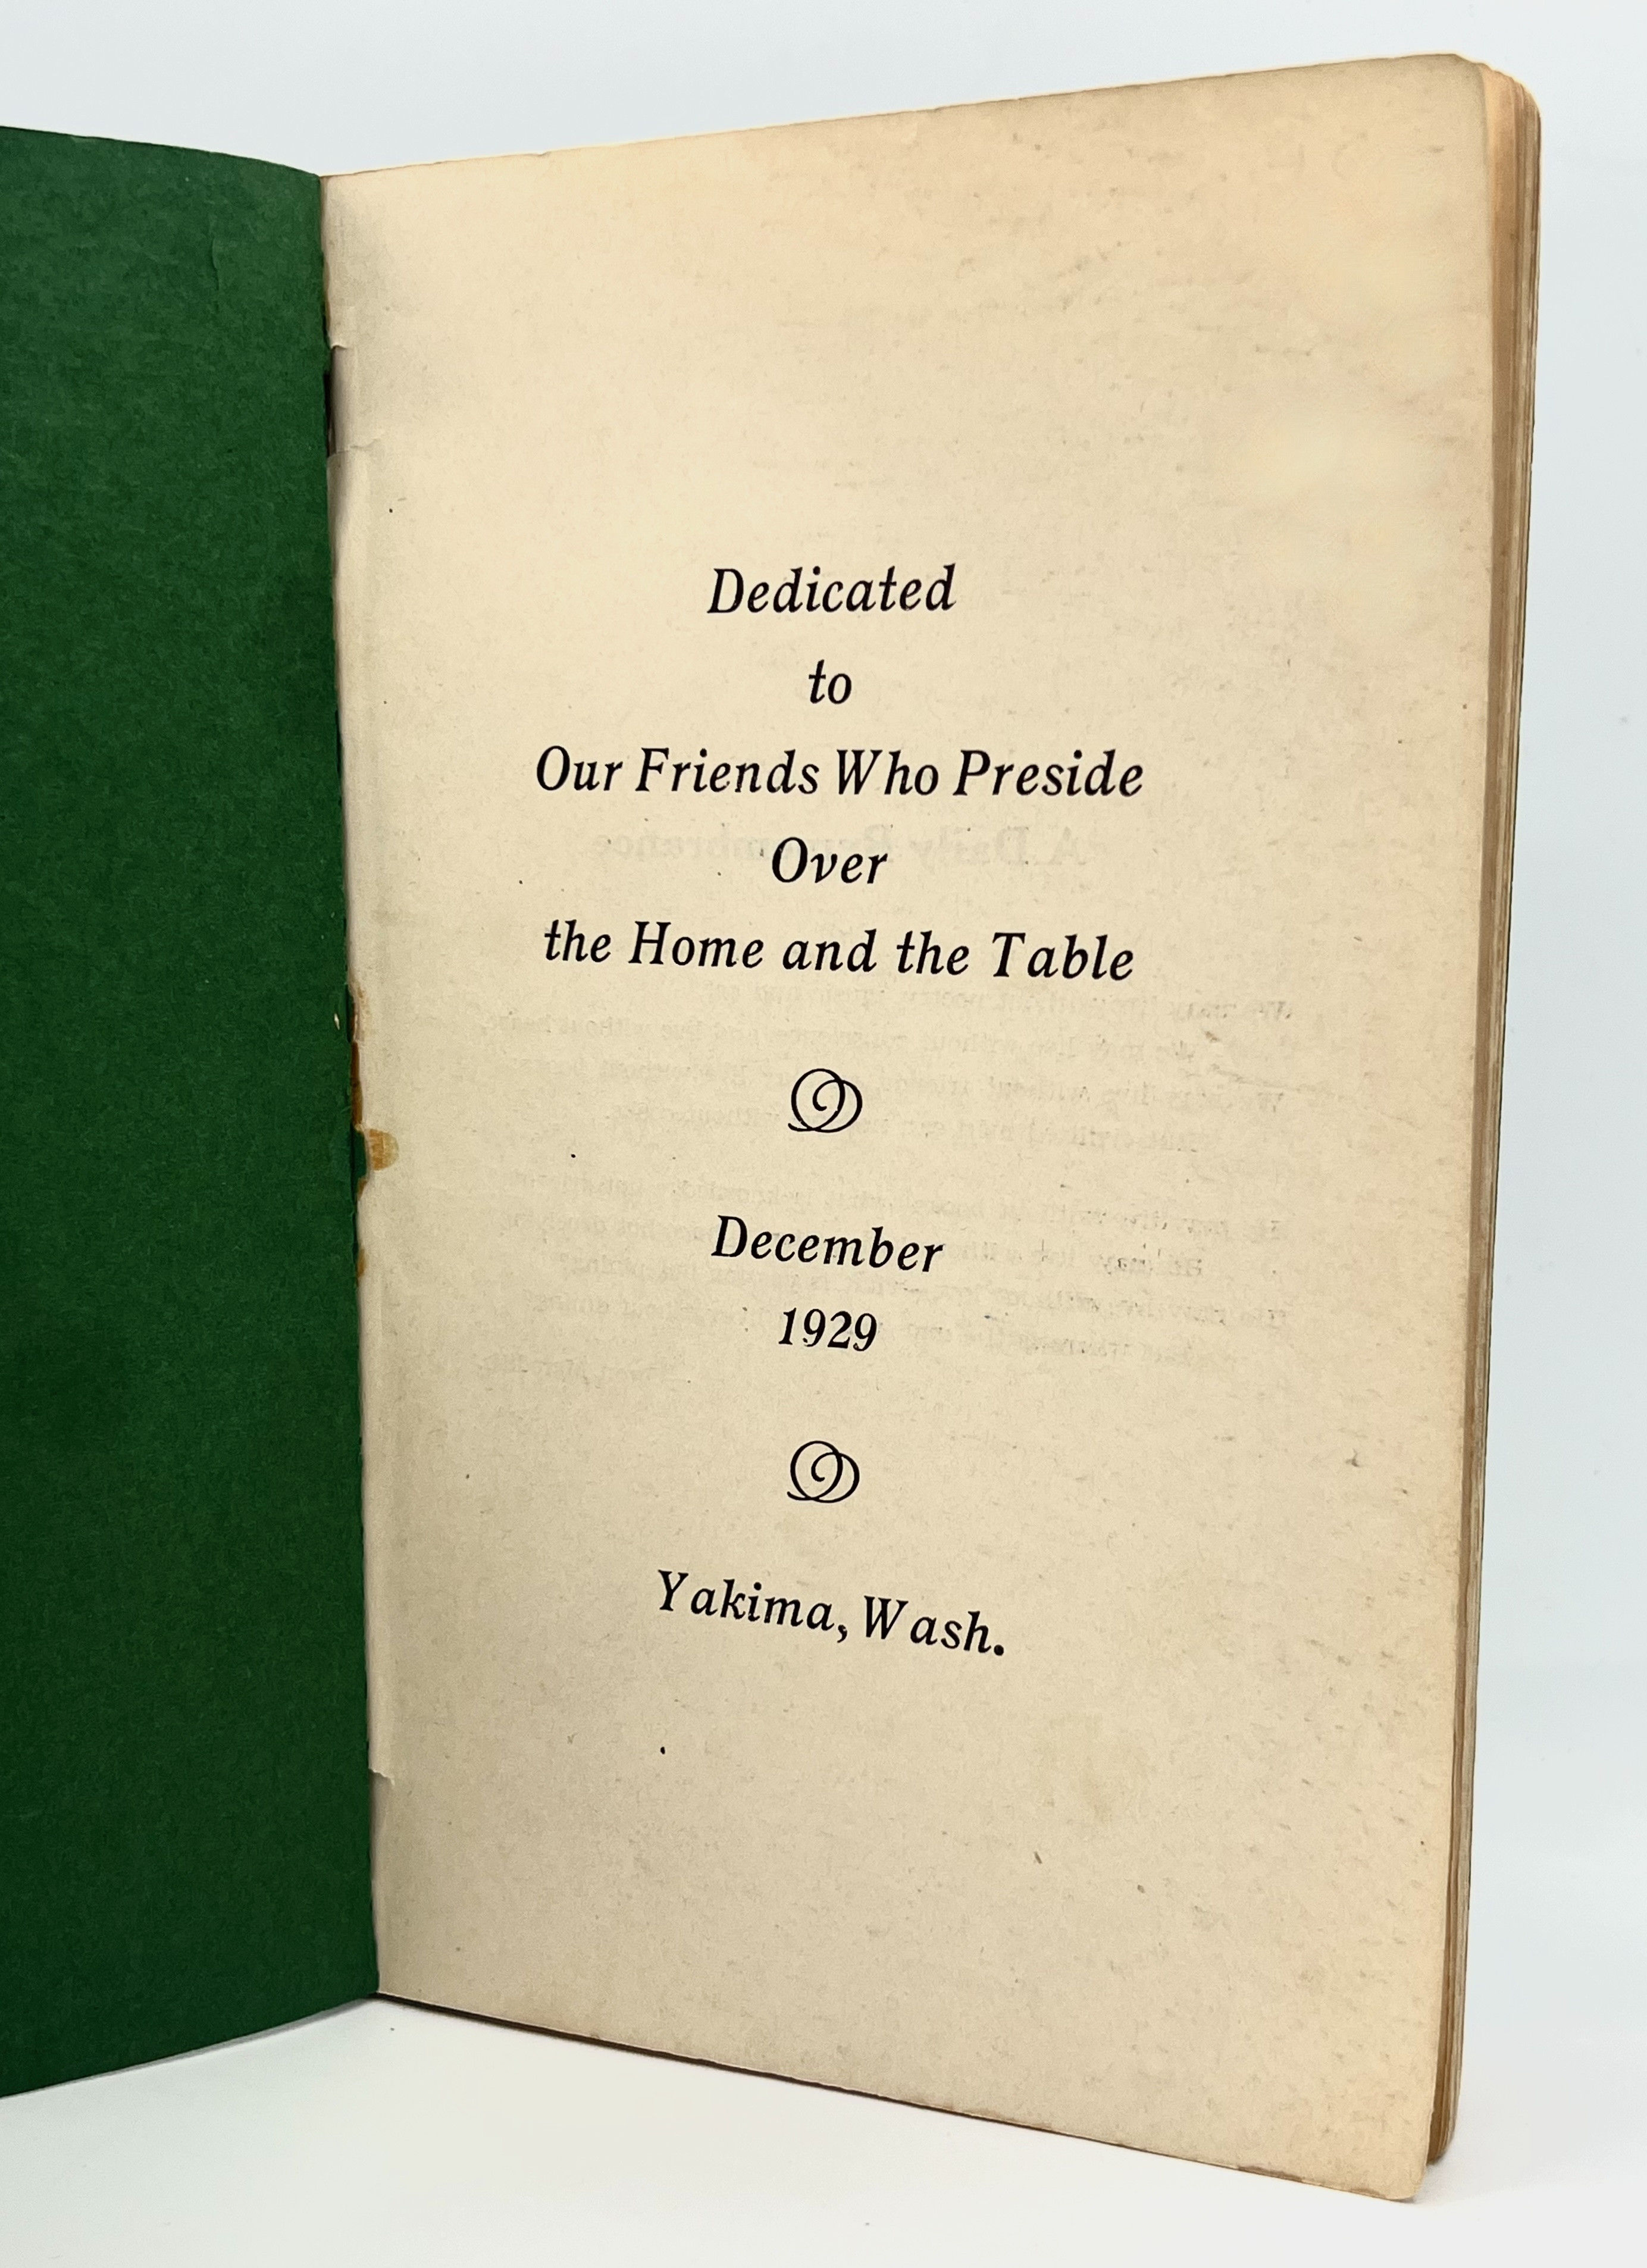 Dedicated
to
Our Friends Who Preside
Over
the Home and the Table
December
1929
Yakima, Wash.